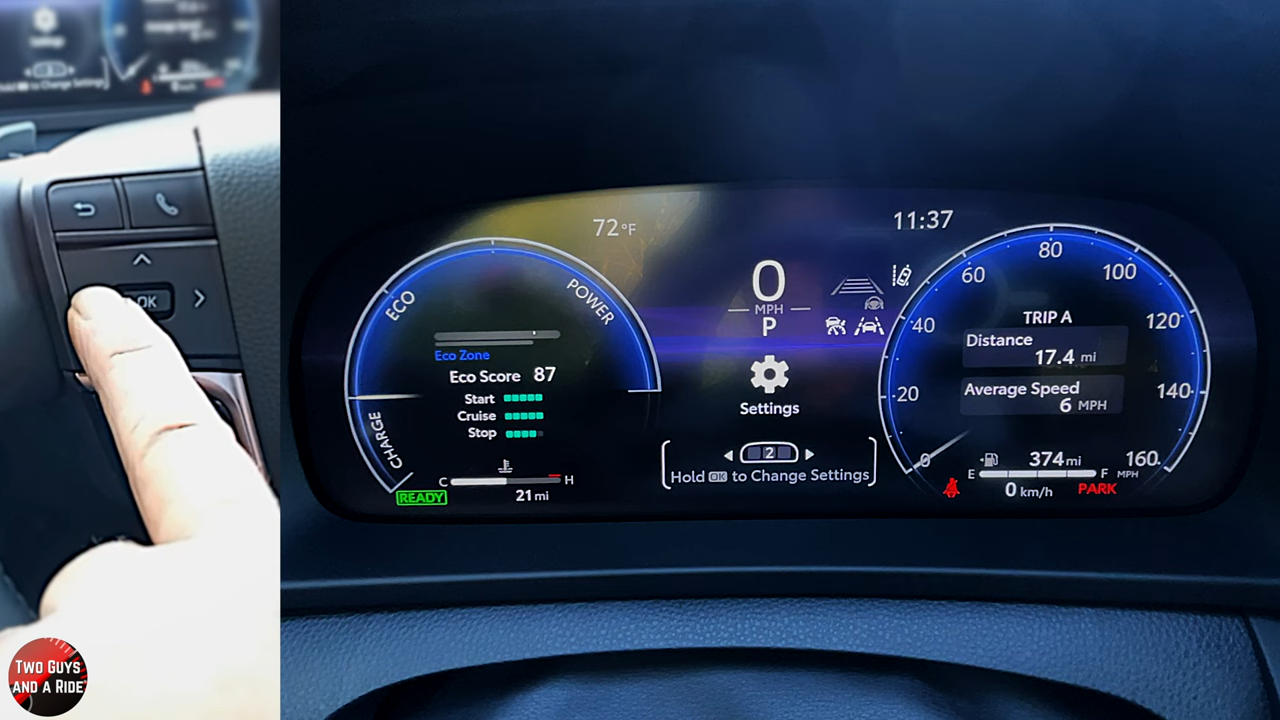 OK
TWO GUYS
AND A RIDE
72°F
11:37
ECO
POWER
CHARGE
Eco Zone
Eco Score 87
Start
Cruise
Stop
C
H
READY
21 mi
0
MPH
P
Settings
2
Hold OK to Change Settings
0
20
40
60
80
100
120
140
160
MPH
TRIP A
Distance
17.4 mi
Average Speed
6 MPH
374 mi
E
F
0 km/h
PARK